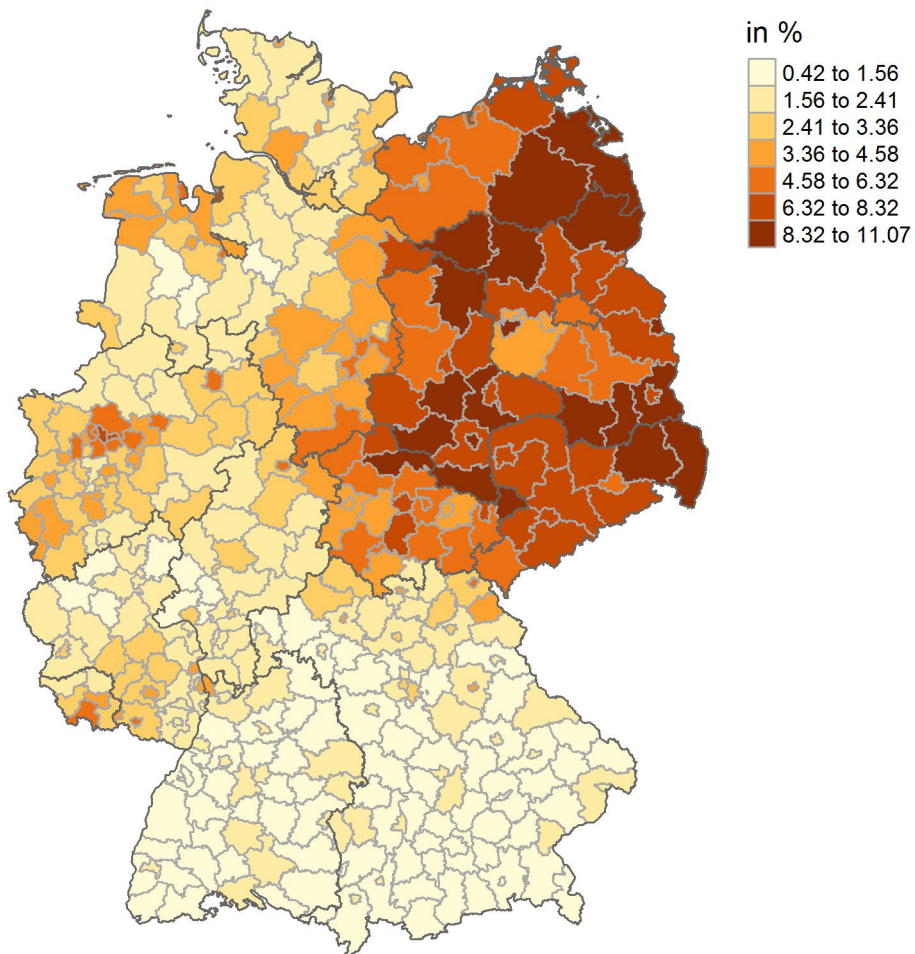 in %
0.42 to 1.56
1.56 to 2.41
2.41 to 3.36
3.36 to 4.58
4.58 to 6.32
6.32 to 8.32
8.32 to 11.07